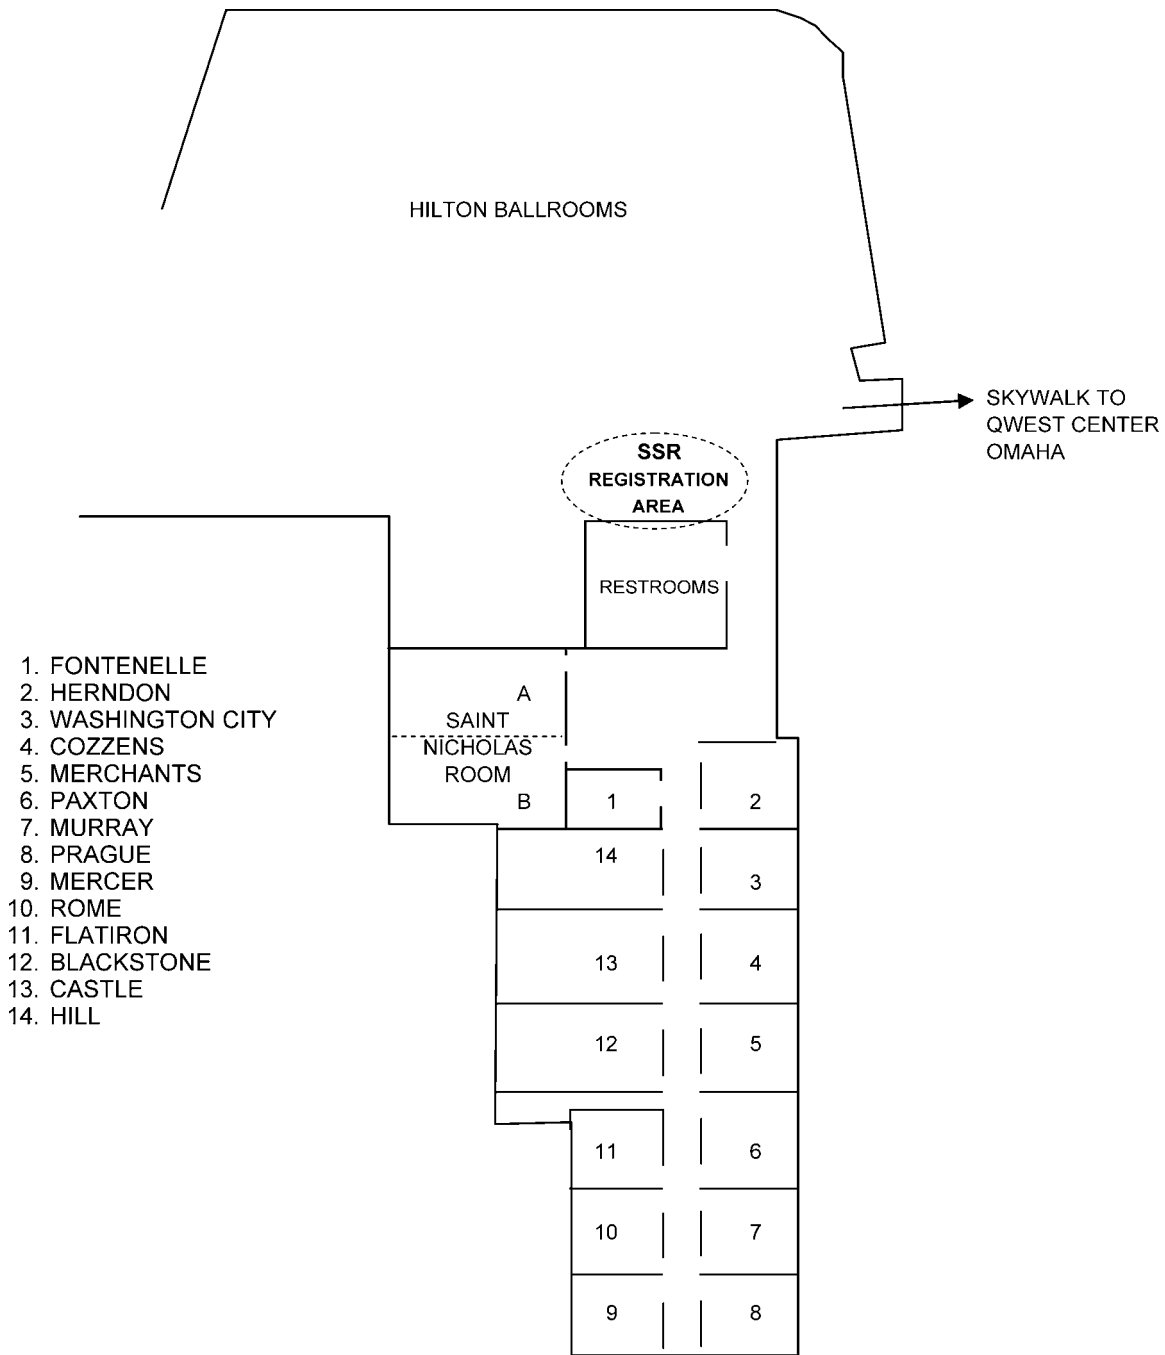 HILTON BALLROOMS
SKYWALK TO
QWEST CENTER
OMAHA
SSR
REGISTRATION
AREA
RESTROOMS
1. FONTENELLE
2. HERNDON
3. WASHINGTON CITY
4. COZZENS
5. MERCHANTS
6. PAXTON
7. MURRAY
8. PRAGUE
9. MERCER
10. ROME
11. FLATIRON
12. BLACKSTONE
13. CASTLE
14. HILL
A
SAINT
NICHOLAS
ROOM
B
1
2
14
3
13
4
12
5
11
6
10
7
9
8